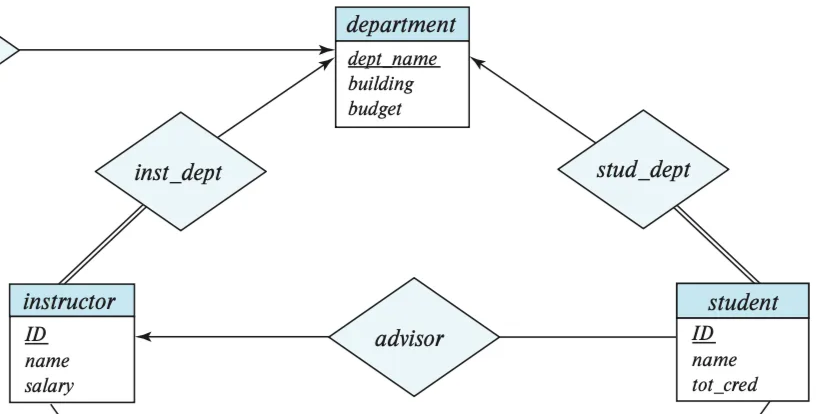 department
dept_name
building
budget
inst_dept
stud_dept
instructor
ID
name
salary
advisor
student
ID
name
tot_cred